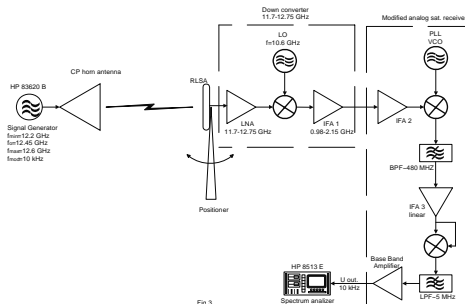 Down converter
11.7-12.75 GHz
Modified analog sat. receiver
LO
f=10.6 GHz
PLL
VCO
HP 83620 B
CP horn antenna
RLSA
LNA
11.7-12.75 GHz
IFA 1
0.98-2.15 GHz
IFA 2
Signal Generator
fmin=12.2 GHz
fctr=12.45 GHz
fmax=12.6 GHz
fmod=10 kHz
Positioner
BPF-480 MHZ
IFA 3
linear
Base Band
Amplifier
HP 8513 E
U out.
10 kHz
Spectrum analizer
LPF-5 MHz
Fig.3